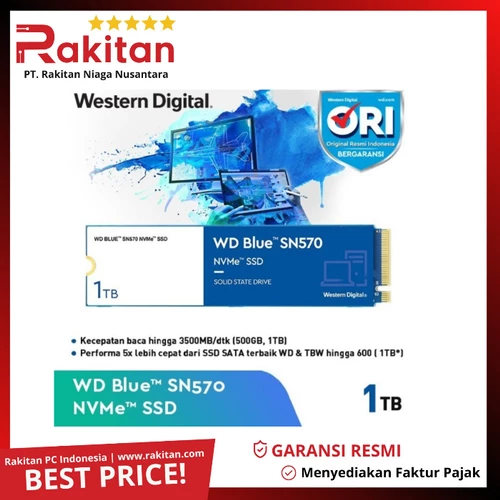 Rakitan
PT. Rakitan Niaga Nusantara
Western Digital.
Western Digital
ORI
Original Resmi Indonesia
BERGARANSI
WD BLUE™ SN570 NVMe™ SSD
1TB
WD Blue™ SN570
NVMe™ SSD
SOLID STATE DRIVE
Western Digital.
• Kecepatan baca hingga 3500MB/dtk (500GB, 1TB)
• Performa 5x lebih cepat dari SSD SATA terbaik WD & TBW hingga 600 ( 1TB*)
WD Blue™ SN570
NVMe™ SSD
1TB
Rakitan PC Indonesia | www.rakitan.com
BEST PRICE!
GARANSI RESMI
Menyediakan Faktur Pajak